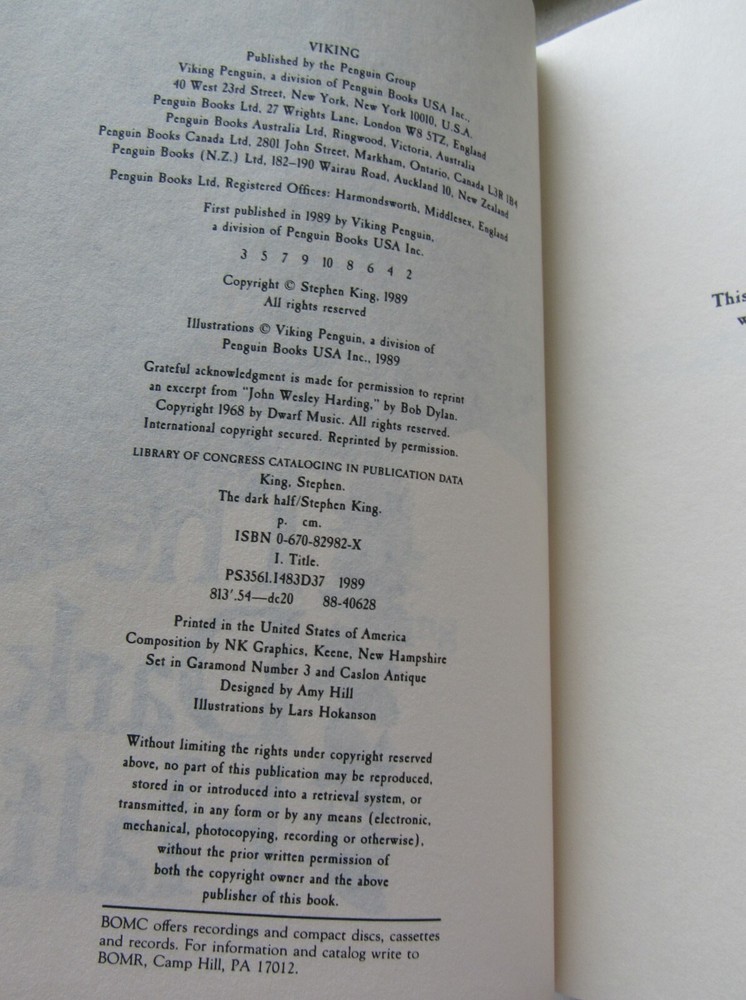 VIKING
Published by the Penguin Group
Viking Penguin, a division of Penguin Books USA Inc.,
40 West 23rd Street, New York, New York 10010, U.S.A.
Penguin Books Ltd, 27 Wrights Lane, London W8 5TZ, England
Penguin Books Australia Ltd, Ringwood, Victoria, Australia
Penguin Books Canada Ltd, 2801 John Street, Markham, Ontario, Canada L3R 1B4
Penguin Books (N.Z.) Ltd, 182–190 Wairau Road, Auckland 10, New Zealand
Penguin Books Ltd, Registered Offices: Harmondsworth, Middlesex, England
First published in 1989 by Viking Penguin,
a division of Penguin Books USA Inc.
3 5 7 9 10 8 6 4 2
Copyright © Stephen King, 1989
All rights reserved
Illustrations © Viking Penguin, a division of
Penguin Books USA Inc., 1989
Grateful acknowledgment is made for permission to reprint
an excerpt from "John Wesley Harding," by Bob Dylan.
Copyright 1968 by Dwarf Music. All rights reserved.
International copyright secured. Reprinted by permission.
LIBRARY OF CONGRESS CATALOGING IN PUBLICATION DATA
King, Stephen.
The dark half/Stephen King.
p. cm.
ISBN 0-670-82982-X
I. Title.
PS3561.I483D37 1989
813'.54—dc20 88-40628
Printed in the United States of America
Composition by NK Graphics, Keene, New Hampshire
Set in Garamond Number 3 and Caslon Antique
Designed by Amy Hill
Illustrations by Lars Hokanson
Without limiting the rights under copyright reserved
above, no part of this publication may be reproduced,
stored in or introduced into a retrieval system, or
transmitted, in any form or by any means (electronic,
mechanical, photocopying, recording or otherwise),
without the prior written permission of
both the copyright owner and the above
publisher of this book.
BOMC offers recordings and compact discs, cassettes
and records. For information and catalog write to
BOMR, Camp Hill, PA 17012.
This